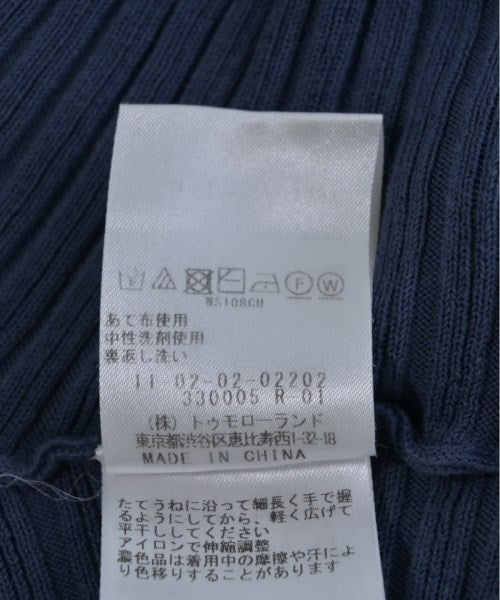 F W
WS108CU
あて布使用
中性洗剤使用
裏返し洗い
11-02-02-02202
330005 R 01
(株) トゥモローランド
東京都渋谷区恵比寿西1-32-18
MADE IN CHINA
たてうねに沿って細長く手で握
るようにしてから、軽く広げて
平干ししてください
アイロンで伸縮調整
濃色品は着用中の摩擦や汗によ
り色移りすることがあります